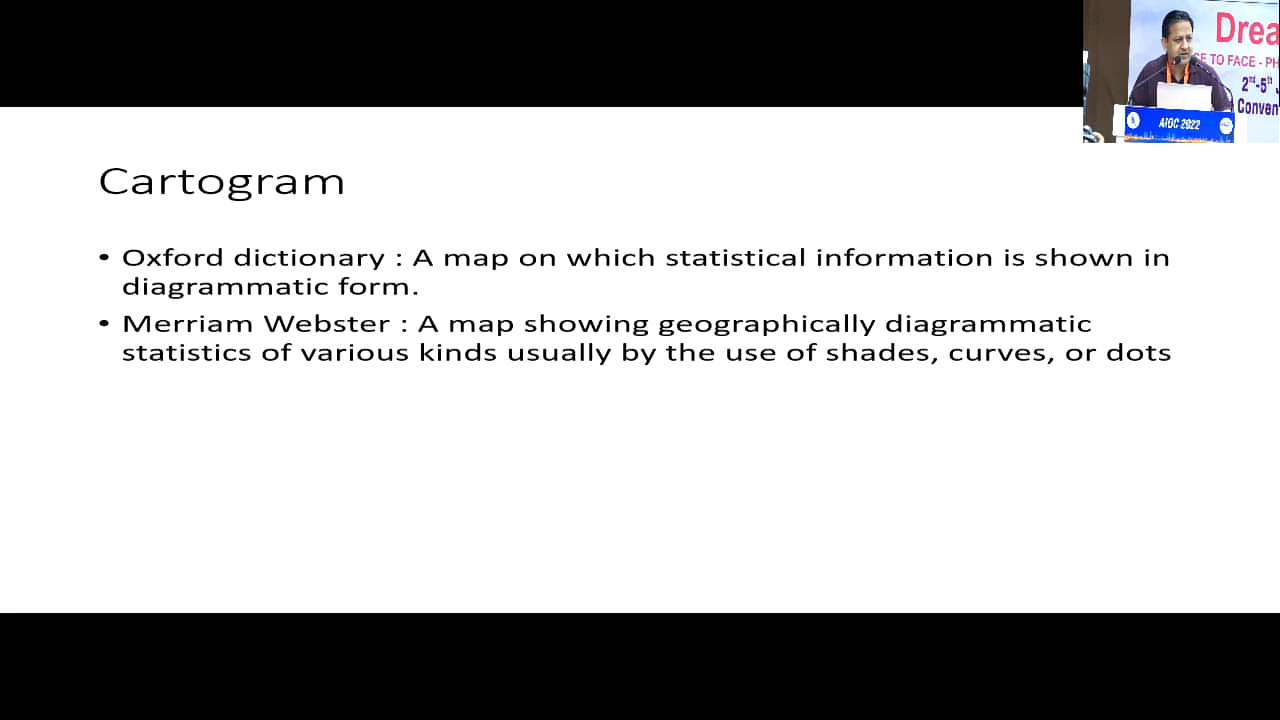 Drea
CE TO FACE - PH
2nd-5th J
Conven
AIOC 2022
Cartogram
• Oxford dictionary : A map on which statistical information is shown in
diagrammatic form.
• Merriam Webster : A map showing geographically diagrammatic
statistics of various kinds usually by the use of shades, curves, or dots